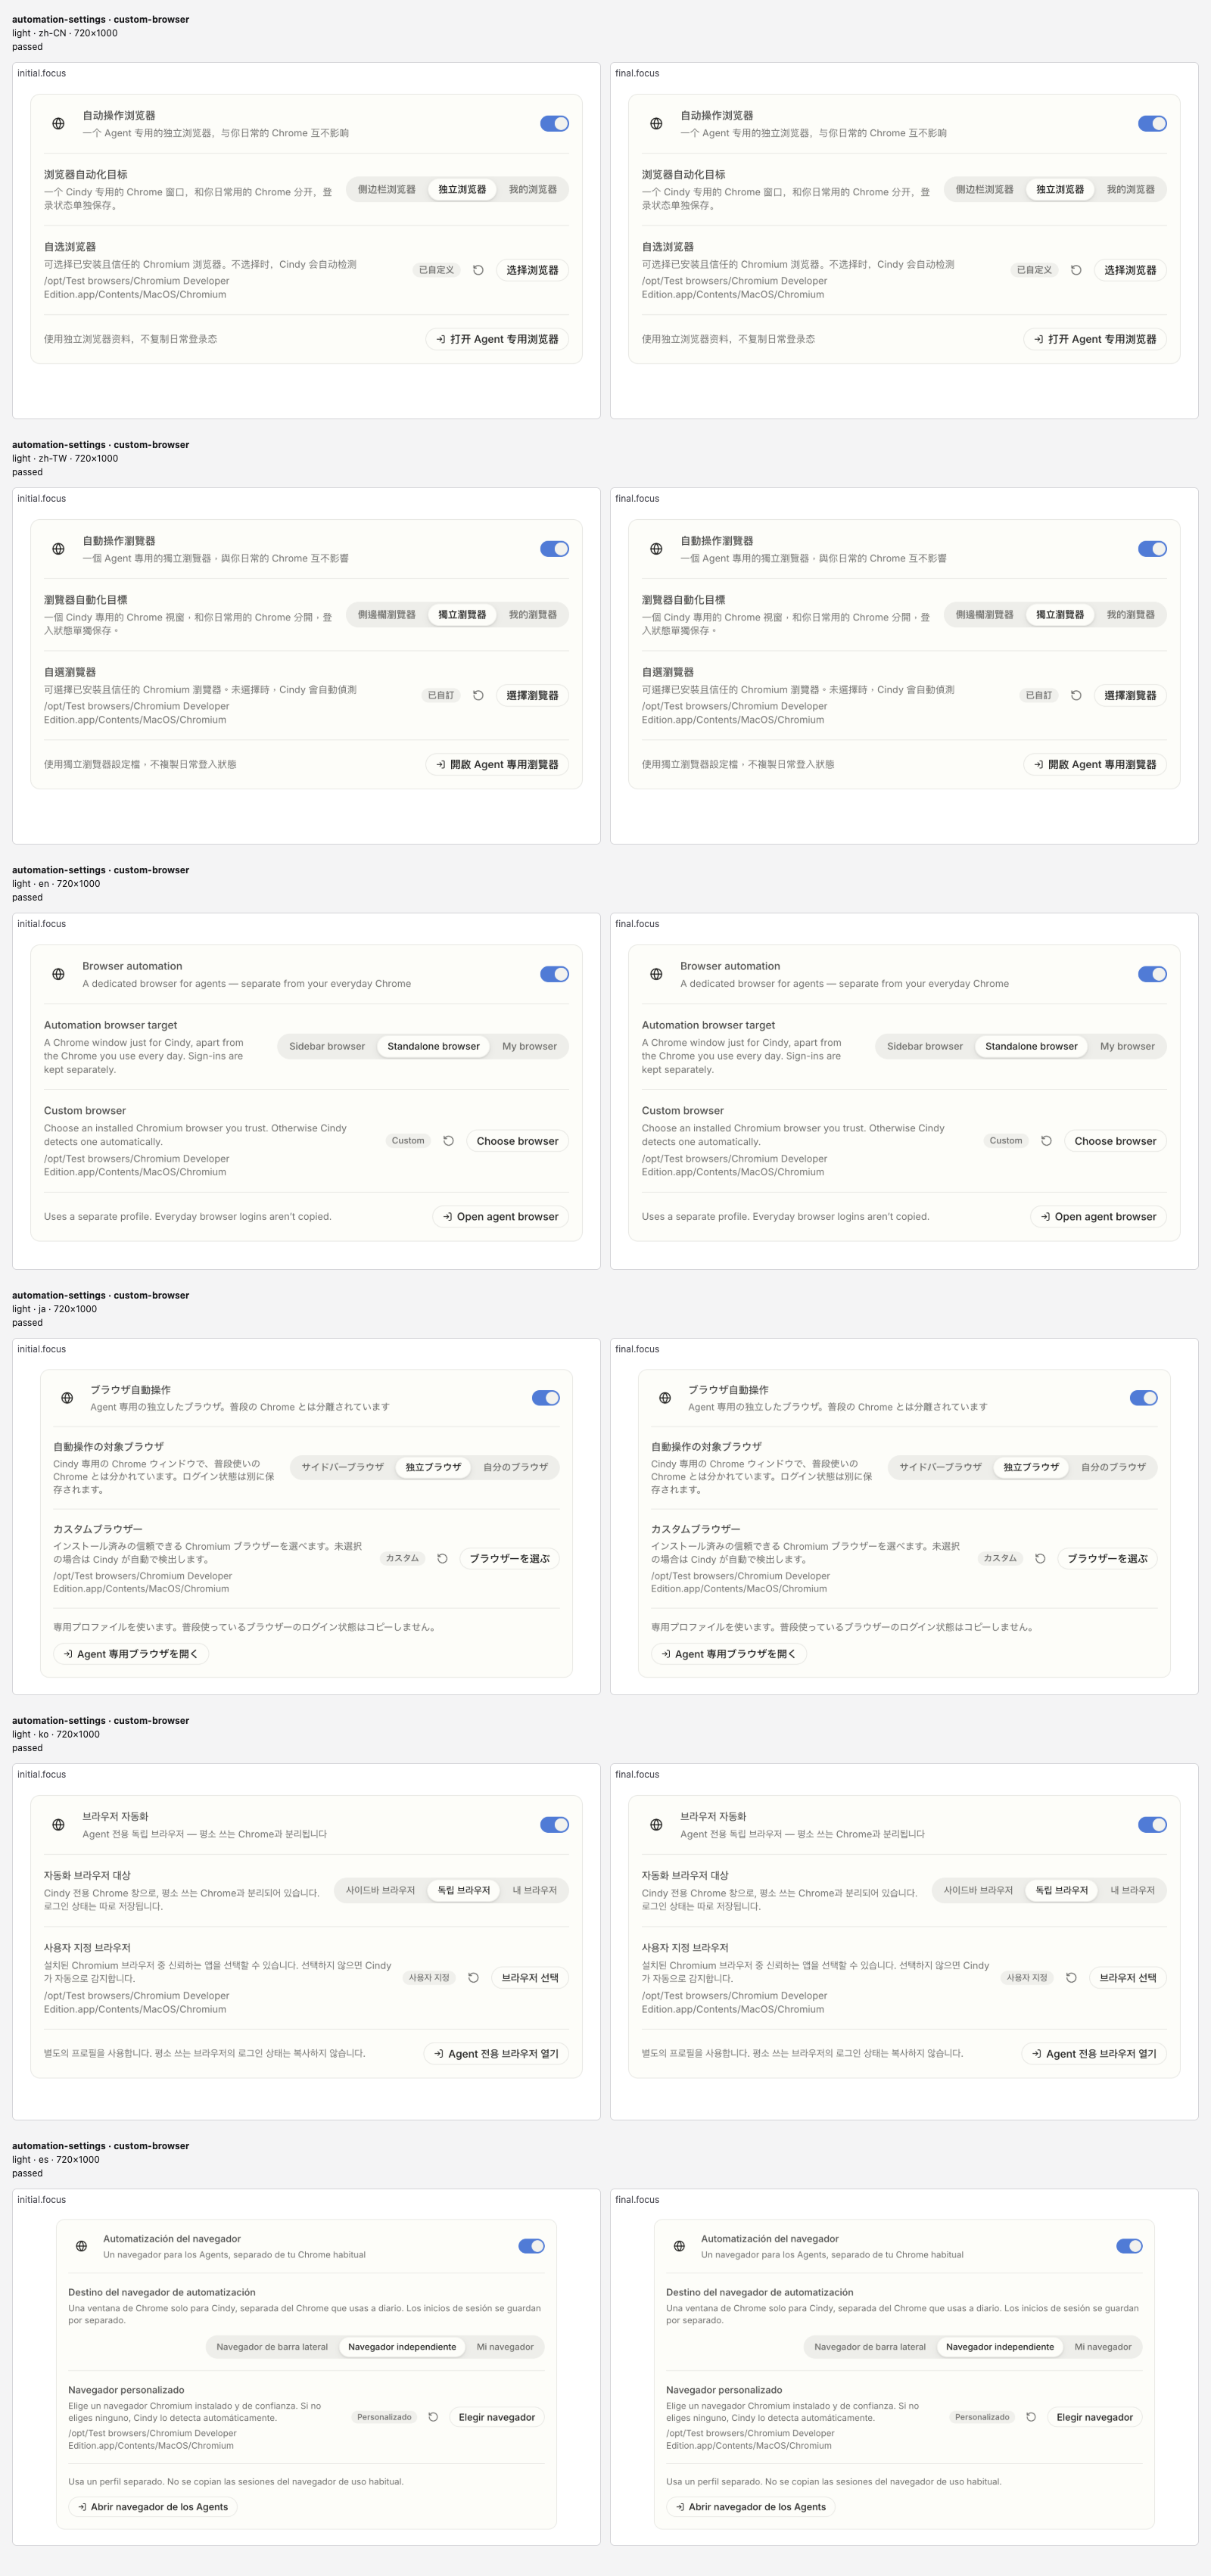 automation-settings · custom-browser
light · zh-CN · 720×1000
passed
initial.focus
自动操作浏览器
一个 Agent 专用的独立浏览器，与你日常的 Chrome 互不影响
浏览器自动化目标
一个 Cindy 专用的 Chrome 窗口，和你日常用的 Chrome 分开，登
录状态单独保存。
侧边栏浏览器 独立浏览器 我的浏览器
自选浏览器
可选择已安装且信任的 Chromium 浏览器。不选择时，Cindy 会自动检测
/opt/Test browsers/Chromium Developer
Edition.app/Contents/MacOS/Chromium
已自定义 选择浏览器
使用独立浏览器资料，不复制日常登录态
打开 Agent 专用浏览器
final.focus
自动操作浏览器
一个 Agent 专用的独立浏览器，与你日常的 Chrome 互不影响
浏览器自动化目标
一个 Cindy 专用的 Chrome 窗口，和你日常用的 Chrome 分开，登
录状态单独保存。
侧边栏浏览器 独立浏览器 我的浏览器
自选浏览器
可选择已安装且信任的 Chromium 浏览器。不选择时，Cindy 会自动检测
/opt/Test browsers/Chromium Developer
Edition.app/Contents/MacOS/Chromium
已自定义 选择浏览器
使用独立浏览器资料，不复制日常登录态
打开 Agent 专用浏览器
automation-settings · custom-browser
light · zh-TW · 720×1000
passed
initial.focus
自動操作瀏覽器
一個 Agent 專用的獨立瀏覽器，與你日常的 Chrome 互不影響
瀏覽器自動化目標
一個 Cindy 專用的 Chrome 視窗，和你日常用的 Chrome 分開，登
入狀態單獨保存。
側邊欄瀏覽器 獨立瀏覽器 我的瀏覽器
自選瀏覽器
可選擇已安裝且信任的 Chromium 瀏覽器。未選擇時，Cindy 會自動偵測
/opt/Test browsers/Chromium Developer
Edition.app/Contents/MacOS/Chromium
已自訂 選擇瀏覽器
使用獨立瀏覽器設定檔，不複製日常登入狀態
開啟 Agent 專用瀏覽器
final.focus
自動操作瀏覽器
一個 Agent 專用的獨立瀏覽器，與你日常的 Chrome 互不影響
瀏覽器自動化目標
一個 Cindy 專用的 Chrome 視窗，和你日常用的 Chrome 分開，登
入狀態單獨保存。
側邊欄瀏覽器 獨立瀏覽器 我的瀏覽器
自選瀏覽器
可選擇已安裝且信任的 Chromium 瀏覽器。未選擇時，Cindy 會自動偵測
/opt/Test browsers/Chromium Developer
Edition.app/Contents/MacOS/Chromium
已自訂 選擇瀏覽器
使用獨立瀏覽器設定檔，不複製日常登入狀態
開啟 Agent 專用瀏覽器
automation-settings · custom-browser
light · en · 720×1000
passed
initial.focus
Browser automation
A dedicated browser for agents — separate from your everyday Chrome
Automation browser target
A Chrome window just for Cindy, apart from
the Chrome you use every day. Sign-ins are
kept separately.
Sidebar browser Standalone browser My browser
Custom browser
Choose an installed Chromium browser you trust. Otherwise Cindy
detects one automatically.
/opt/Test browsers/Chromium Developer
Edition.app/Contents/MacOS/Chromium
Custom Choose browser
Uses a separate profile. Everyday browser logins aren't copied.
Open agent browser
final.focus
Browser automation
A dedicated browser for agents — separate from your everyday Chrome
Automation browser target
A Chrome window just for Cindy, apart from
the Chrome you use every day. Sign-ins are
kept separately.
Sidebar browser Standalone browser My browser
Custom browser
Choose an installed Chromium browser you trust. Otherwise Cindy
detects one automatically.
/opt/Test browsers/Chromium Developer
Edition.app/Contents/MacOS/Chromium
Custom Choose browser
Uses a separate profile. Everyday browser logins aren't copied.
Open agent browser
automation-settings · custom-browser
light · ja · 720×1000
passed
initial.focus
ブラウザ自動操作
Agent 専用の独立したブラウザ。普段の Chrome とは分離されています
自動操作の対象ブラウザ
Cindy 専用の Chrome ウィンドウで、普段使いの
Chrome とは分かれています。ログイン状態は別に保
存されます。
サイドバーブラウザ 独立ブラウザ 自分のブラウザ
カスタムブラウザー
インストール済みの信頼できる Chromium ブラウザーを選べます。未選択
の場合は Cindy が自動で検出します。
/opt/Test browsers/Chromium Developer
Edition.app/Contents/MacOS/Chromium
カスタム ブラウザーを選ぶ
専用プロファイルを使います。普段使っているブラウザーのログイン状態はコピーしません。
Agent 専用ブラウザを開く
final.focus
ブラウザ自動操作
Agent 専用の独立したブラウザ。普段の Chrome とは分離されています
自動操作の対象ブラウザ
Cindy 専用の Chrome ウィンドウで、普段使いの
Chrome とは分かれています。ログイン状態は別に保
存されます。
サイドバーブラウザ 独立ブラウザ 自分のブラウザ
カスタムブラウザー
インストール済みの信頼できる Chromium ブラウザーを選べます。未選択
の場合は Cindy が自動で検出します。
/opt/Test browsers/Chromium Developer
Edition.app/Contents/MacOS/Chromium
カスタム ブラウザーを選ぶ
専用プロファイルを使います。普段使っているブラウザーのログイン状態はコピーしません。
Agent 専用ブラウザを開く
automation-settings · custom-browser
light · ko · 720×1000
passed
initial.focus
브라우저 자동화
Agent 전용 독립 브라우저 — 평소 쓰는 Chrome과 분리됩니다
자동화 브라우저 대상
Cindy 전용 Chrome 창으로, 평소 쓰는 Chrome과 분리되어 있습니다.
로그인 상태는 따로 저장됩니다.
사이드바 브라우저 독립 브라우저 내 브라우저
사용자 지정 브라우저
설치된 Chromium 브라우저 중 신뢰하는 앱을 선택할 수 있습니다. 선택하지 않으면 Cindy
가 자동으로 감지합니다.
/opt/Test browsers/Chromium Developer
Edition.app/Contents/MacOS/Chromium
사용자 지정 브라우저 선택
별도의 프로필을 사용합니다. 평소 쓰는 브라우저의 로그인 상태는 복사하지 않습니다.
Agent 전용 브라우저 열기
final.focus
브라우저 자동화
Agent 전용 독립 브라우저 — 평소 쓰는 Chrome과 분리됩니다
자동화 브라우저 대상
Cindy 전용 Chrome 창으로, 평소 쓰는 Chrome과 분리되어 있습니다.
로그인 상태는 따로 저장됩니다.
사이드바 브라우저 독립 브라우저 내 브라우저
사용자 지정 브라우저
설치된 Chromium 브라우저 중 신뢰하는 앱을 선택할 수 있습니다. 선택하지 않으면 Cindy
가 자동으로 감지합니다.
/opt/Test browsers/Chromium Developer
Edition.app/Contents/MacOS/Chromium
사용자 지정 브라우저 선택
별도의 프로필을 사용합니다. 평소 쓰는 브라우저의 로그인 상태는 복사하지 않습니다.
Agent 전용 브라우저 열기
automation-settings · custom-browser
light · es · 720×1000
passed
initial.focus
Automatización del navegador
Un navegador para los Agents, separado de tu Chrome habitual
Destino del navegador de automatización
Una ventana de Chrome solo para Cindy, separada del Chrome que usas a diario. Los inicios de sesión se guardan
por separado.
Navegador de barra lateral Navegador independiente Mi navegador
Navegador personalizado
Elige un navegador Chromium instalado y de confianza. Si no
eliges ninguno, Cindy lo detecta automáticamente.
/opt/Test browsers/Chromium Developer
Edition.app/Contents/MacOS/Chromium
Personalizado Elegir navegador
Usa un perfil separado. No se copian las sesiones del navegador de uso habitual.
Abrir navegador de los Agents
final.focus
Automatización del navegador
Un navegador para los Agents, separado de tu Chrome habitual
Destino del navegador de automatización
Una ventana de Chrome solo para Cindy, separada del Chrome que usas a diario. Los inicios de sesión se guardan
por separado.
Navegador de barra lateral Navegador independiente Mi navegador
Navegador personalizado
Elige un navegador Chromium instalado y de confianza. Si no
eliges ninguno, Cindy lo detecta automáticamente.
/opt/Test browsers/Chromium Developer
Edition.app/Contents/MacOS/Chromium
Personalizado Elegir navegador
Usa un perfil separado. No se copian las sesiones del navegador de uso habitual.
Abrir navegador de los Agents